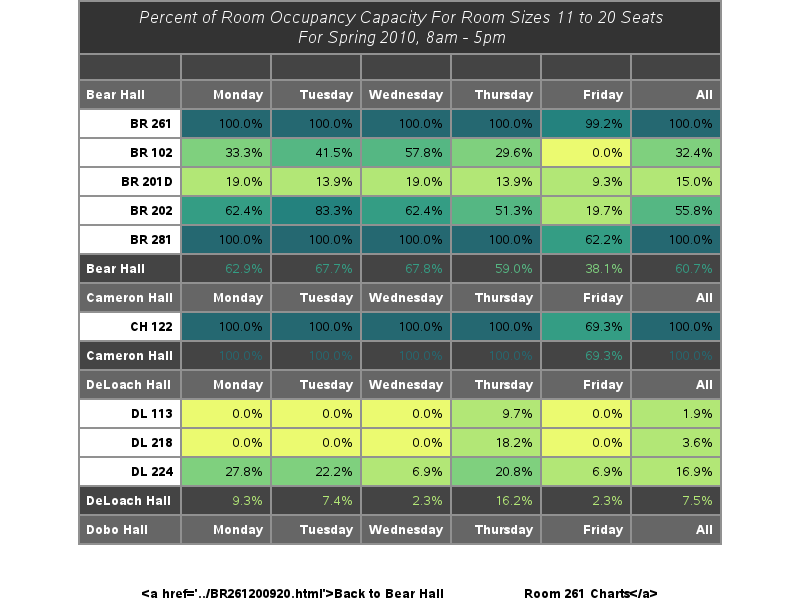 Percent of Room Occupancy Capacity For Room Sizes 11 to 20 Seats
For Spring 2010, 8am - 5pm
Bear Hall Monday Tuesday Wednesday Thursday Friday All
BR 261 100.0% 100.0% 100.0% 100.0% 99.2% 100.0%
BR 102 33.3% 41.5% 57.8% 29.6% 0.0% 32.4%
BR 201D 19.0% 13.9% 19.0% 13.9% 9.3% 15.0%
BR 202 62.4% 83.3% 62.4% 51.3% 19.7% 55.8%
BR 281 100.0% 100.0% 100.0% 100.0% 62.2% 100.0%
Bear Hall 62.9% 67.7% 67.8% 59.0% 38.1% 60.7%
Cameron Hall Monday Tuesday Wednesday Thursday Friday All
CH 122 100.0% 100.0% 100.0% 100.0% 69.3% 100.0%
Cameron Hall 100.0% 100.0% 100.0% 100.0% 69.3% 100.0%
DeLoach Hall Monday Tuesday Wednesday Thursday Friday All
DL 113 0.0% 0.0% 0.0% 9.7% 0.0% 1.9%
DL 218 0.0% 0.0% 0.0% 18.2% 0.0% 3.6%
DL 224 27.8% 22.2% 6.9% 20.8% 6.9% 16.9%
DeLoach Hall 9.3% 7.4% 2.3% 16.2% 2.3% 7.5%
Dobo Hall Monday Tuesday Wednesday Thursday Friday All
<a href='../BR261200920.html'>Back to Bear Hall Room 261 Charts</a>